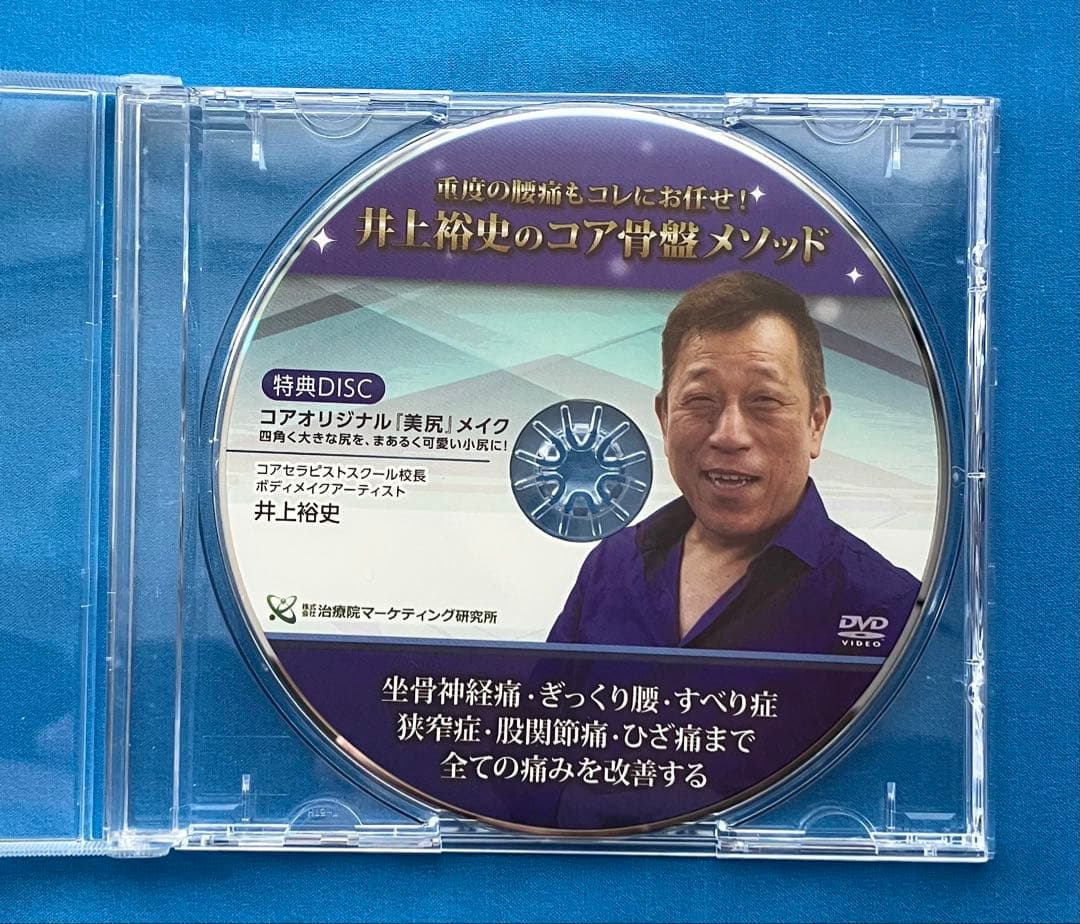 重度の腰痛もコレにお任せ!
井上裕史のコア骨盤メソッド
特典DISC
コアオリジナル『美尻』メイク
四角く大きな尻を、まあるく可愛い小尻に!
コアセラピストスクール校長
ボディメイクアーティスト
井上裕史
株式会社 治療院マーケティング研究所
DVD
VIDEO
坐骨神経痛・ぎっくり腰・すべり症
狭窄症・股関節痛・ひざ痛まで
全ての痛みを改善する